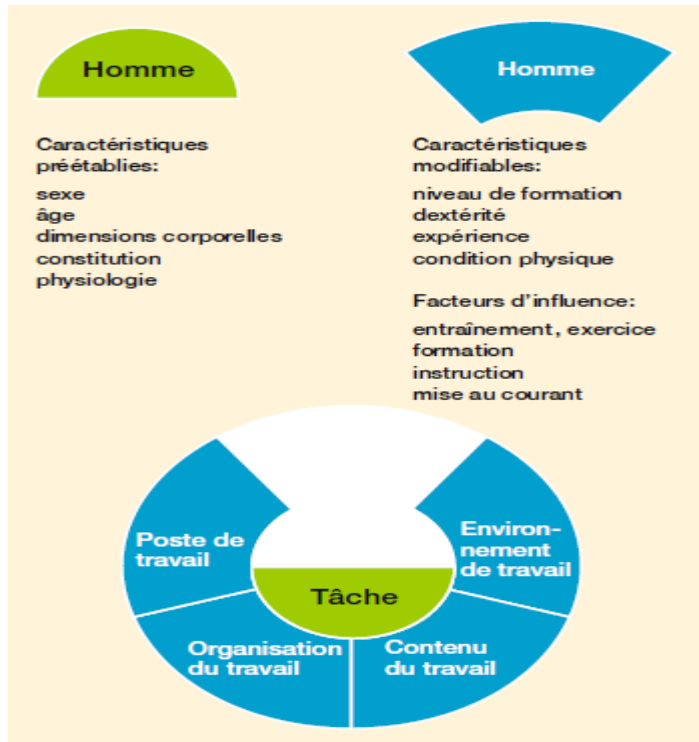 Homme
Caractéristiques
préétablies:
sexe
âge
dimensions corporelles
constitution
physiologie
Homme
Caractéristiques
modifiables:
niveau de formation
dextérité
expérience
condition physique
Facteurs d'influence:
entraînement, exercice
formation
instruction
mise au courant
Poste de
travail
Environ-
nement
de travail
Tâche
Organisation
du travail
Contenu
du travail